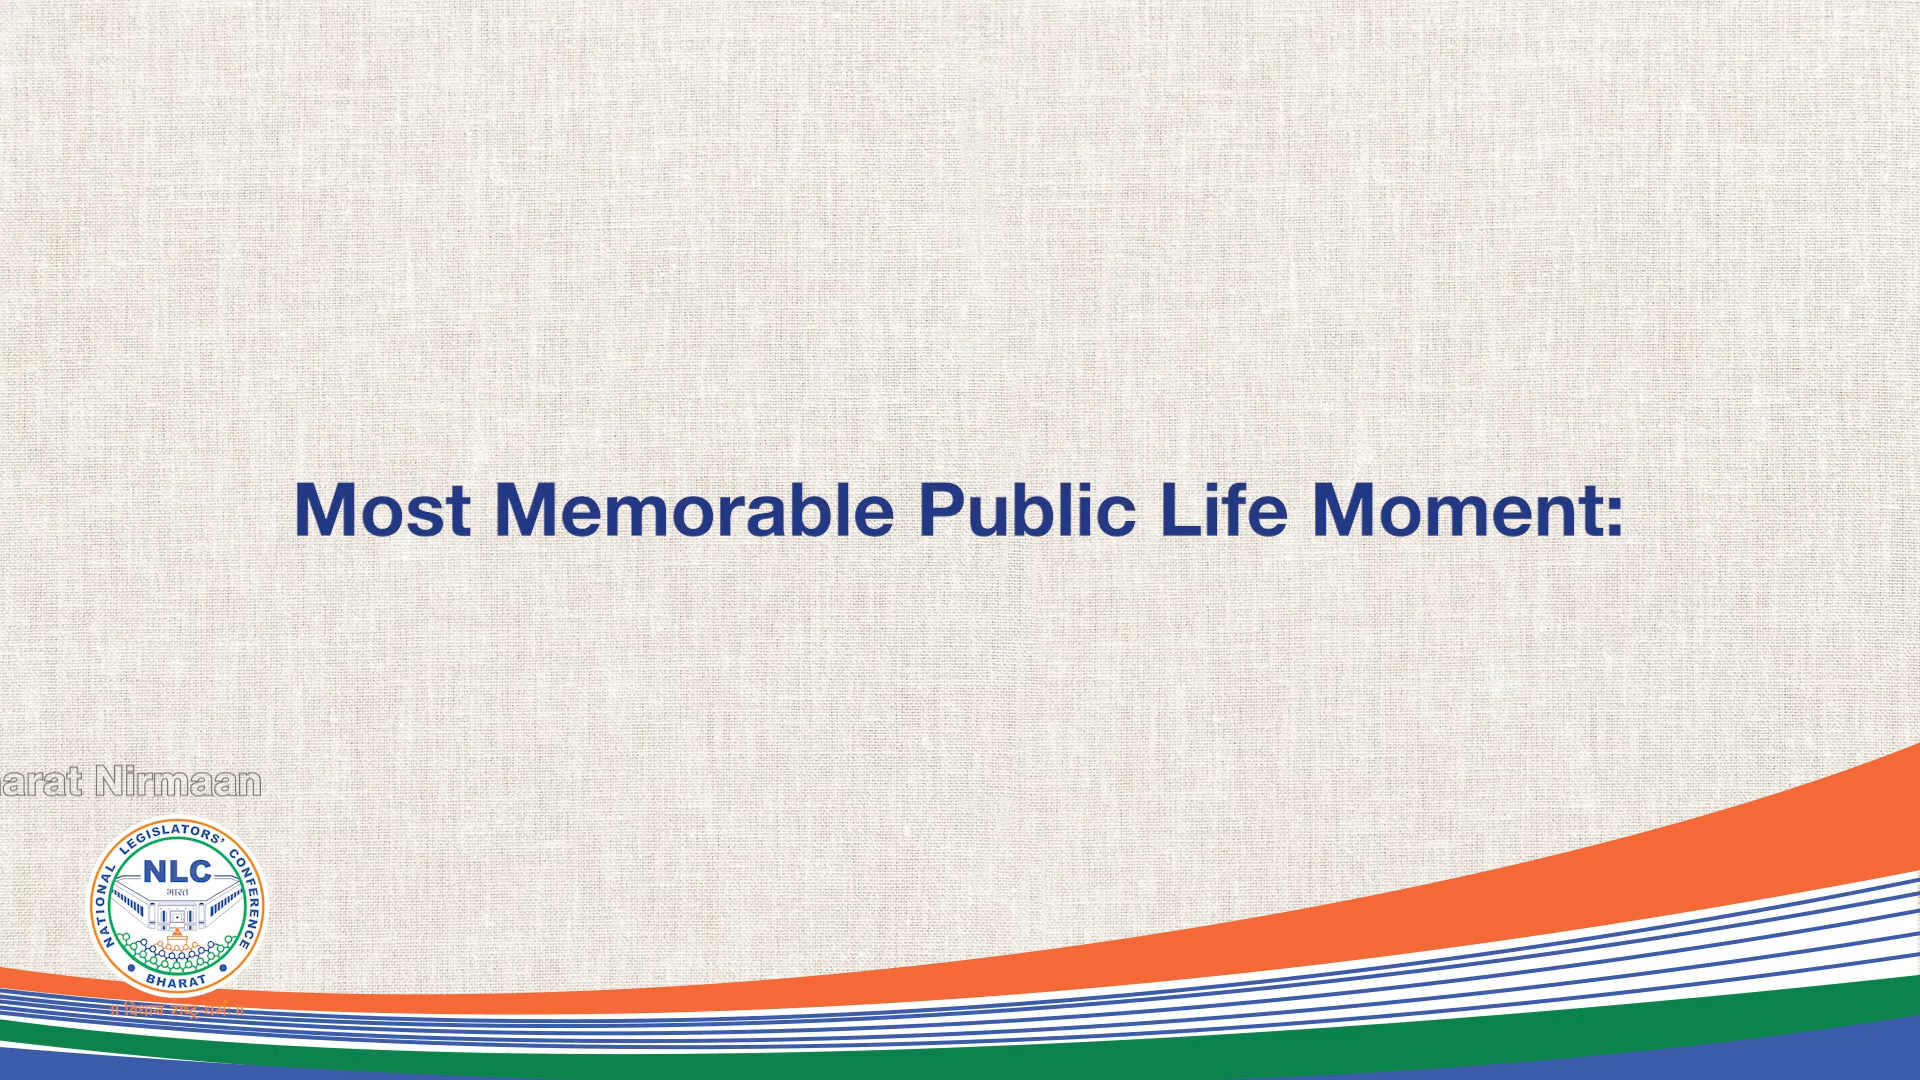 Most Memorable Public Life Moment:
arat Nirmaan
NATIONAL LEGISLATORS' CONFERENCE
NLC
भारत
BHARAT